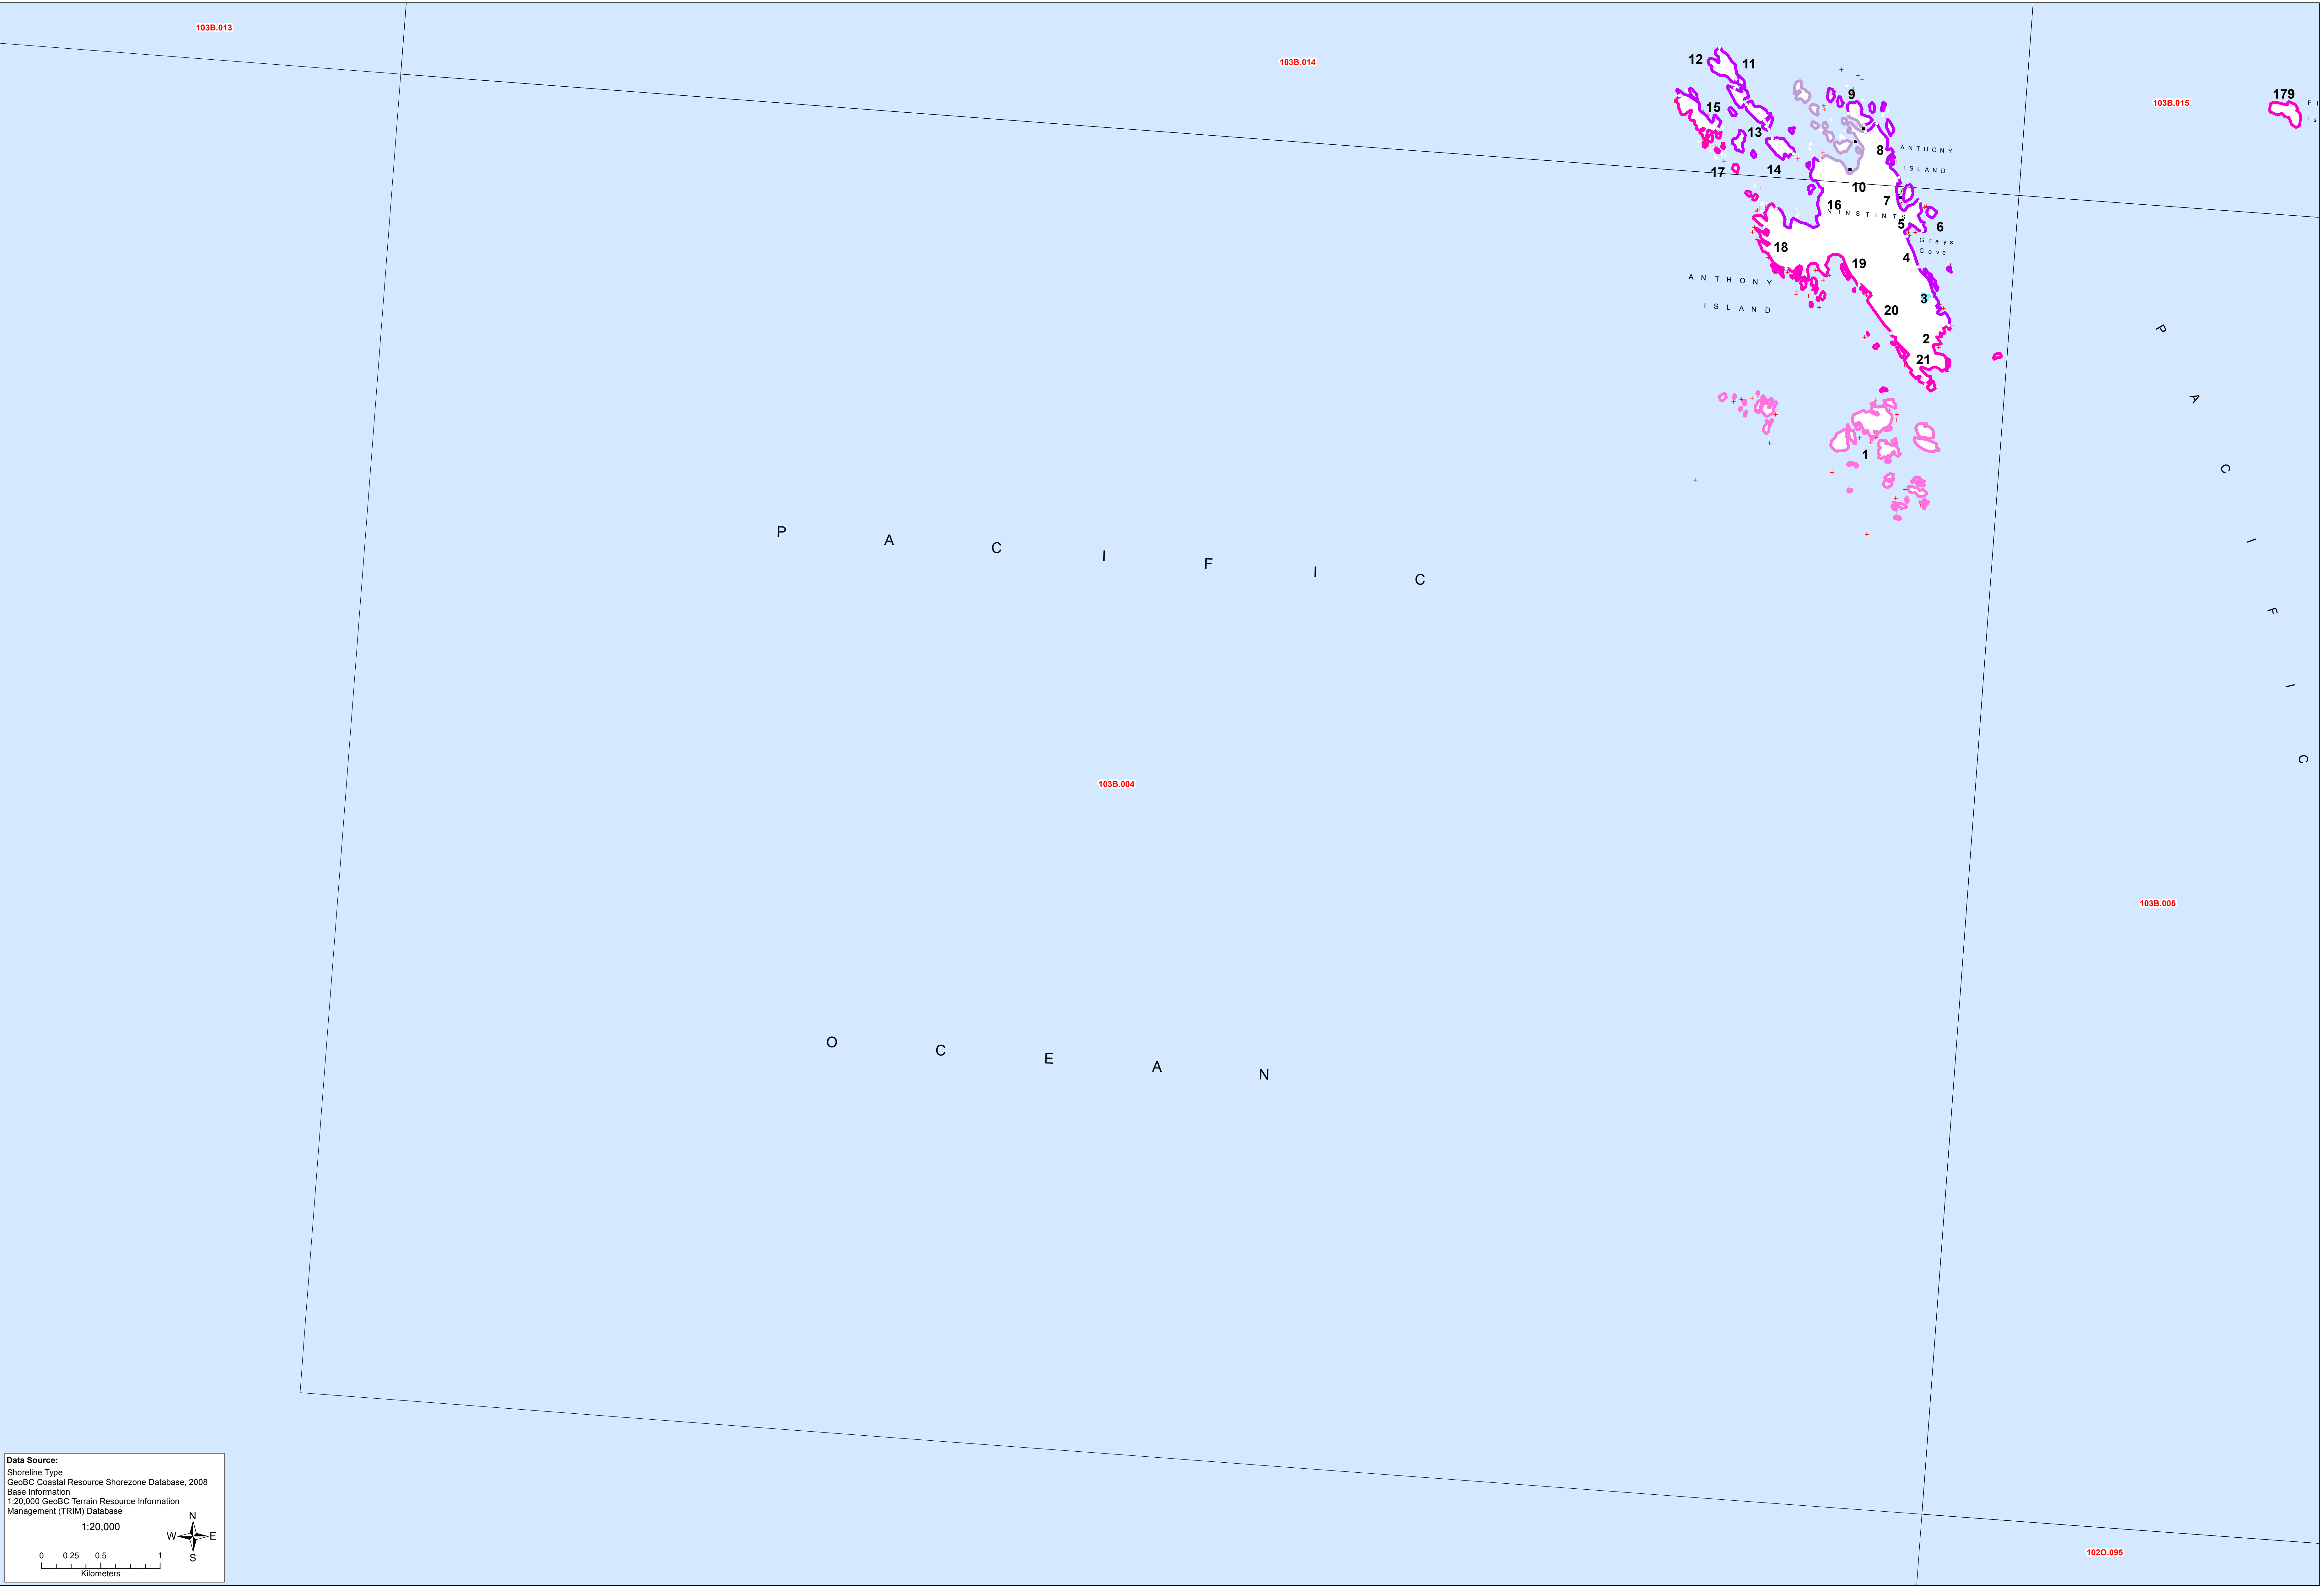 103B.013
103B.014
103B.015
12
11
9
179
F I
I s
15
13
8
ANTHONY
ISLAND
17
14
10
7
16
NINSTINTS
5
6
Grays
Cove
18
19
4
ANTHONY
ISLAND
3
20
2
21
1
PACIFIC
PACIFIC
103B.004
103B.005
OCEAN
102O.095
Data Source:
Shoreline Type
GeoBC Coastal Resource Shorezone Database, 2008
Base Information
1:20,000 GeoBC Terrain Resource Information
Management (TRIM) Database
1:20,000
N
W E
S
0 0.25 0.5 1
Kilometers